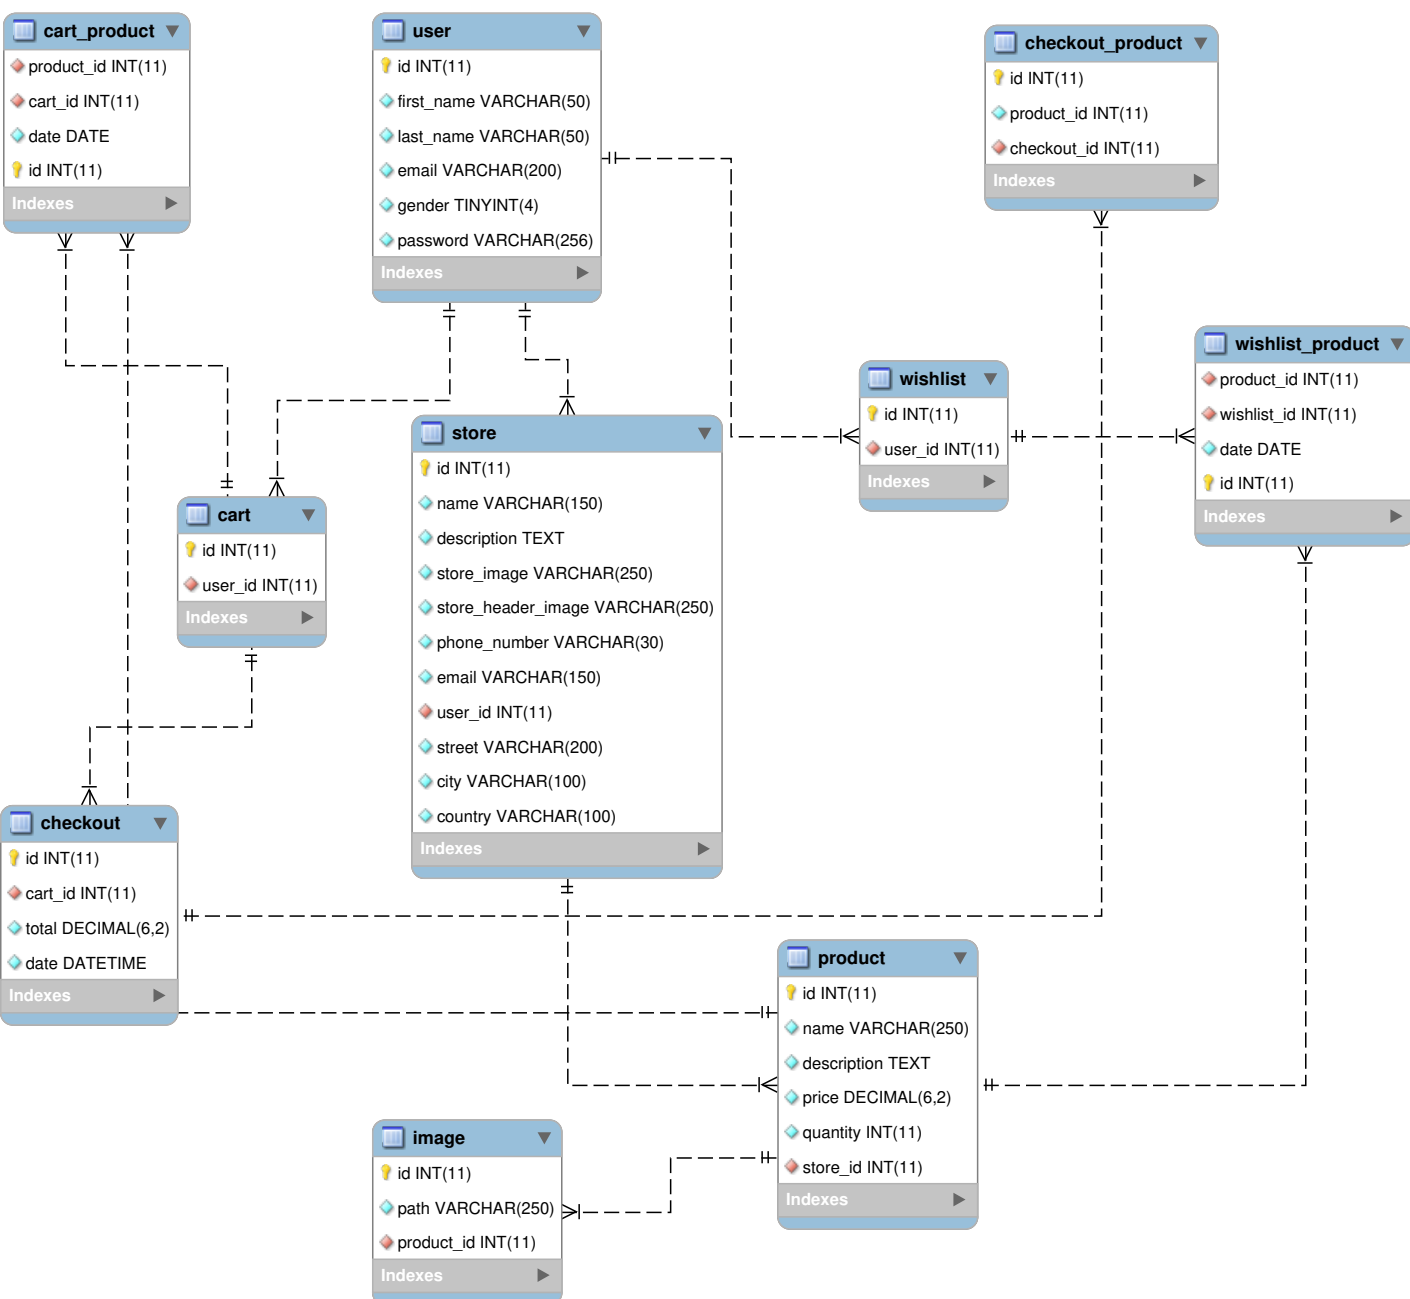 cart_product
product_id INT(11)
cart_id INT(11)
date DATE
id INT(11)
Indexes
user
id INT(11)
first_name VARCHAR(50)
last_name VARCHAR(50)
email VARCHAR(200)
gender TINYINT(4)
password VARCHAR(256)
Indexes
checkout_product
id INT(11)
product_id INT(11)
checkout_id INT(11)
Indexes
wishlist
id INT(11)
user_id INT(11)
Indexes
wishlist_product
product_id INT(11)
wishlist_id INT(11)
date DATE
id INT(11)
Indexes
cart
id INT(11)
user_id INT(11)
Indexes
store
id INT(11)
name VARCHAR(150)
description TEXT
store_image VARCHAR(250)
store_header_image VARCHAR(250)
phone_number VARCHAR(30)
email VARCHAR(150)
user_id INT(11)
street VARCHAR(200)
city VARCHAR(100)
country VARCHAR(100)
Indexes
checkout
id INT(11)
cart_id INT(11)
total DECIMAL(6,2)
date DATETIME
Indexes
product
id INT(11)
name VARCHAR(250)
description TEXT
price DECIMAL(6,2)
quantity INT(11)
store_id INT(11)
Indexes
image
id INT(11)
path VARCHAR(250)
product_id INT(11)
Indexes